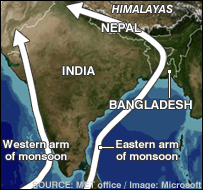 HIMALAYAS
NEPAL
INDIA
BANGLADESH
Western arm
of monsoon
Eastern arm
of monsoon
SOURCE: MET office / Image: Microsoft